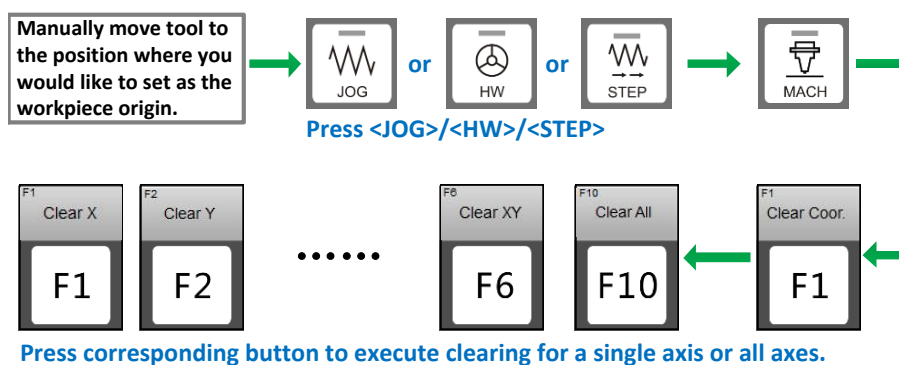 Manually move tool to
the position where you
would like to set as the
workpiece origin.
JOG
or
HW
or
STEP
MACH
Press <JOG>/<HW>/<STEP>
F1
Clear X
F1
F2
Clear Y
F2
••••••
F6
Clear XY
F6
F10
Clear All
F10
F1
Clear Coor.
F1
Press corresponding button to execute clearing for a single axis or all axes.